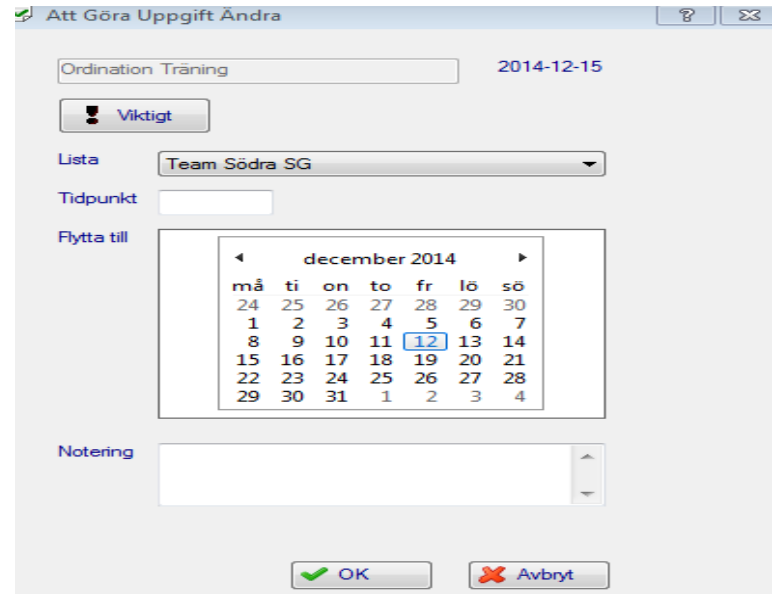 Att Göra Uppgift Ändra
Ordination Träning 2014-12-15
Viktigt
Lista Team Södra SG
Tidpunkt
Flytta till
december 2014
må ti on to fr lö sö
24 25 26 27 28 29 30
1 2 3 4 5 6 7
8 9 10 11 12 13 14
15 16 17 18 19 20 21
22 23 24 25 26 27 28
29 30 31 1 2 3 4
Notering
OK Avbryt